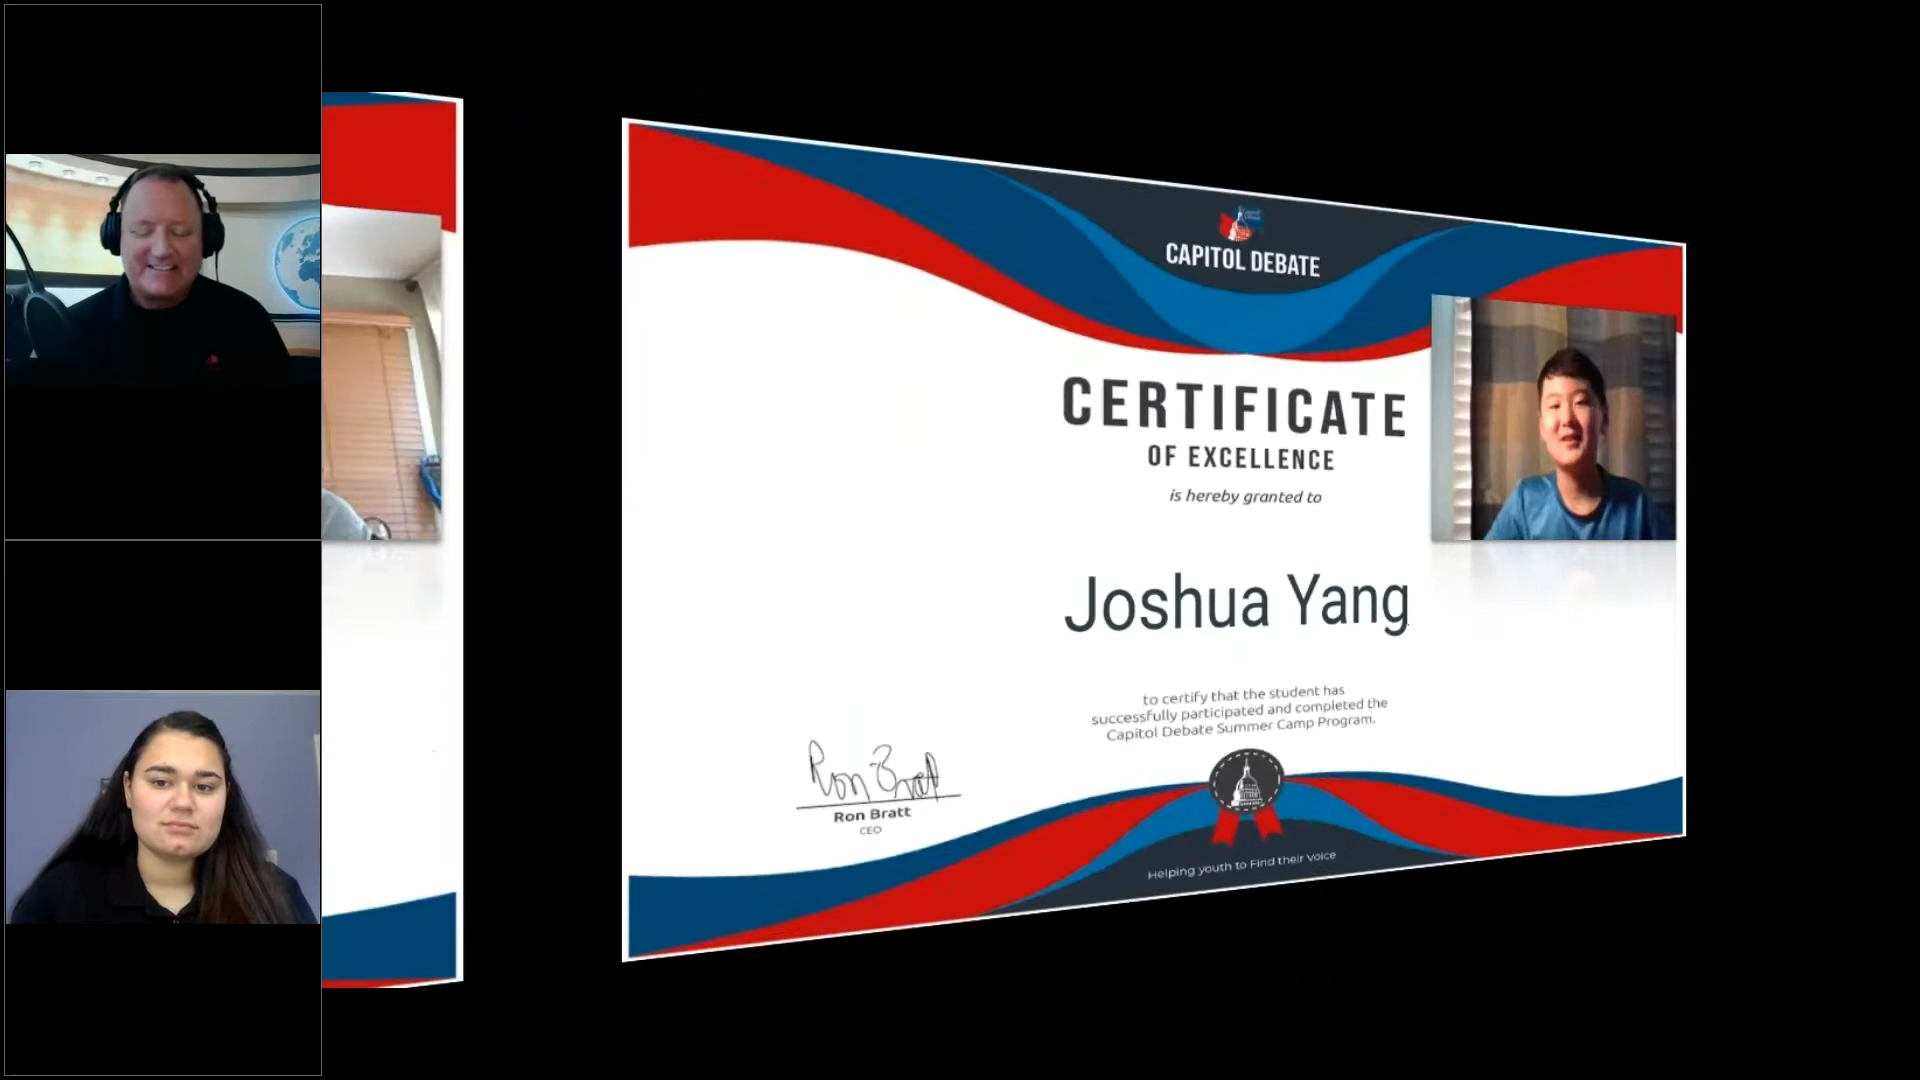 CAPITOL DEBATE
CERTIFICATE
OF EXCELLENCE
is hereby granted to
Joshua Yang
to certify that the student has
successfully participated and completed the
Capitol Debate Summer Camp Program.
Ron Bratt
Ron Bratt
CEO
Helping youth to Find their Voice